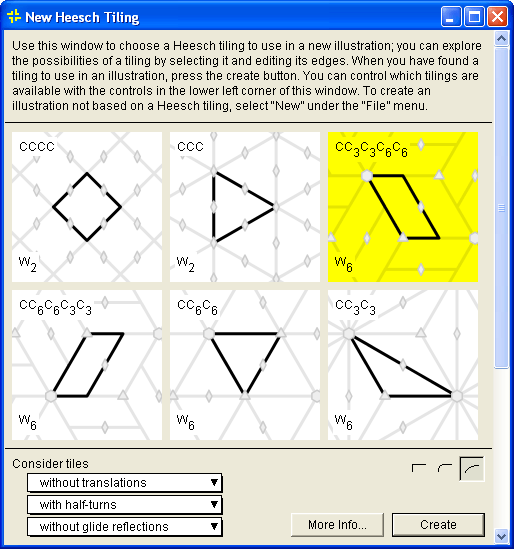 New Heesch Tiling
Use this window to choose a Heesch tiling to use in a new illustration; you can explore
the possibilities of a tiling by selecting it and editing its edges. When you have found a
tiling to use in an illustration, press the create button. You can control which tilings are
available with the controls in the lower left corner of this window. To create an
illustration not based on a Heesch tiling, select "New" under the "File" menu.
CCCC
CCC
CC3C3C6C6
W2
W2
W6
CC6C6C3C3
CC6C6
CC3C3
W6
W6
W6
Consider tiles
without translations
with half-turns
without glide reflections
More Info...
Create